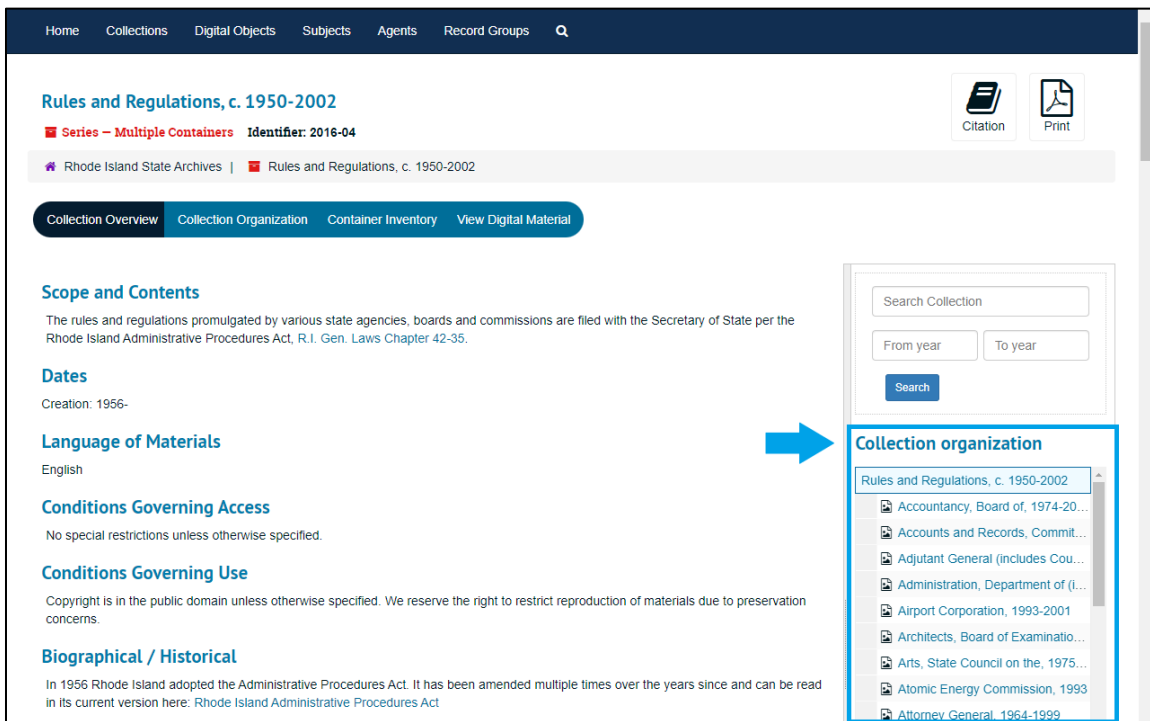 Home Collections Digital Objects Subjects Agents Record Groups
Rules and Regulations, c. 1950-2002
Series — Multiple Containers Identifier: 2016-04
Citation
Print
Rhode Island State Archives | Rules and Regulations, c. 1950-2002
Collection Overview Collection Organization Container Inventory View Digital Material
Scope and Contents
The rules and regulations promulgated by various state agencies, boards and commissions are filed with the Secretary of State per the
Rhode Island Administrative Procedures Act, R.I. Gen. Laws Chapter 42-35.
Dates
Creation: 1956-
Language of Materials
English
Conditions Governing Access
No special restrictions unless otherwise specified.
Conditions Governing Use
Copyright is in the public domain unless otherwise specified. We reserve the right to restrict reproduction of materials due to preservation
concerns.
Biographical / Historical
In 1956 Rhode Island adopted the Administrative Procedures Act. It has been amended multiple times over the years since and can be read
in its current version here: Rhode Island Administrative Procedures Act
Search Collection
From year To year
Search
Collection organization
Rules and Regulations, c. 1950-2002
Accountancy, Board of, 1974-20...
Accounts and Records, Commit...
Adjutant General (includes Cou...
Administration, Department of (i...
Airport Corporation, 1993-2001
Architects, Board of Examinatio...
Arts, State Council on the, 1975...
Atomic Energy Commission, 1993
Attorney General, 1964-1999